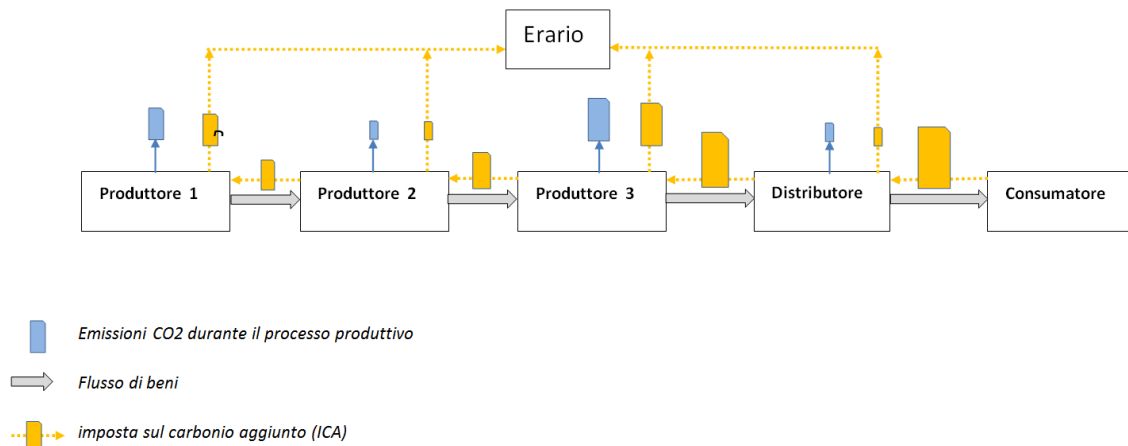 Erario
Produttore 1
Produttore 2
Produttore 3
Distributore
Consumatore
Emissioni CO2 durante il processo produttivo
Flusso di beni
imposta sul carbonio aggiunto (ICA)